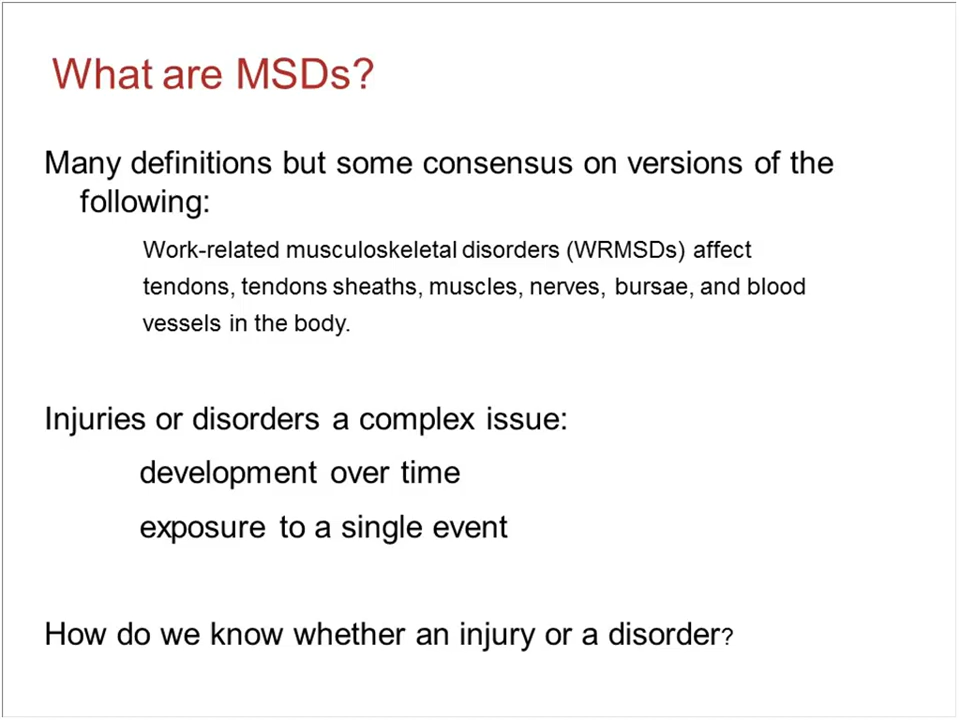 What are MSDs?
Many definitions but some consensus on versions of the
following:
Work-related musculoskeletal disorders (WRMSDs) affect
tendons, tendons sheaths, muscles, nerves, bursae, and blood
vessels in the body.
Injuries or disorders a complex issue:
development over time
exposure to a single event
How do we know whether an injury or a disorder?